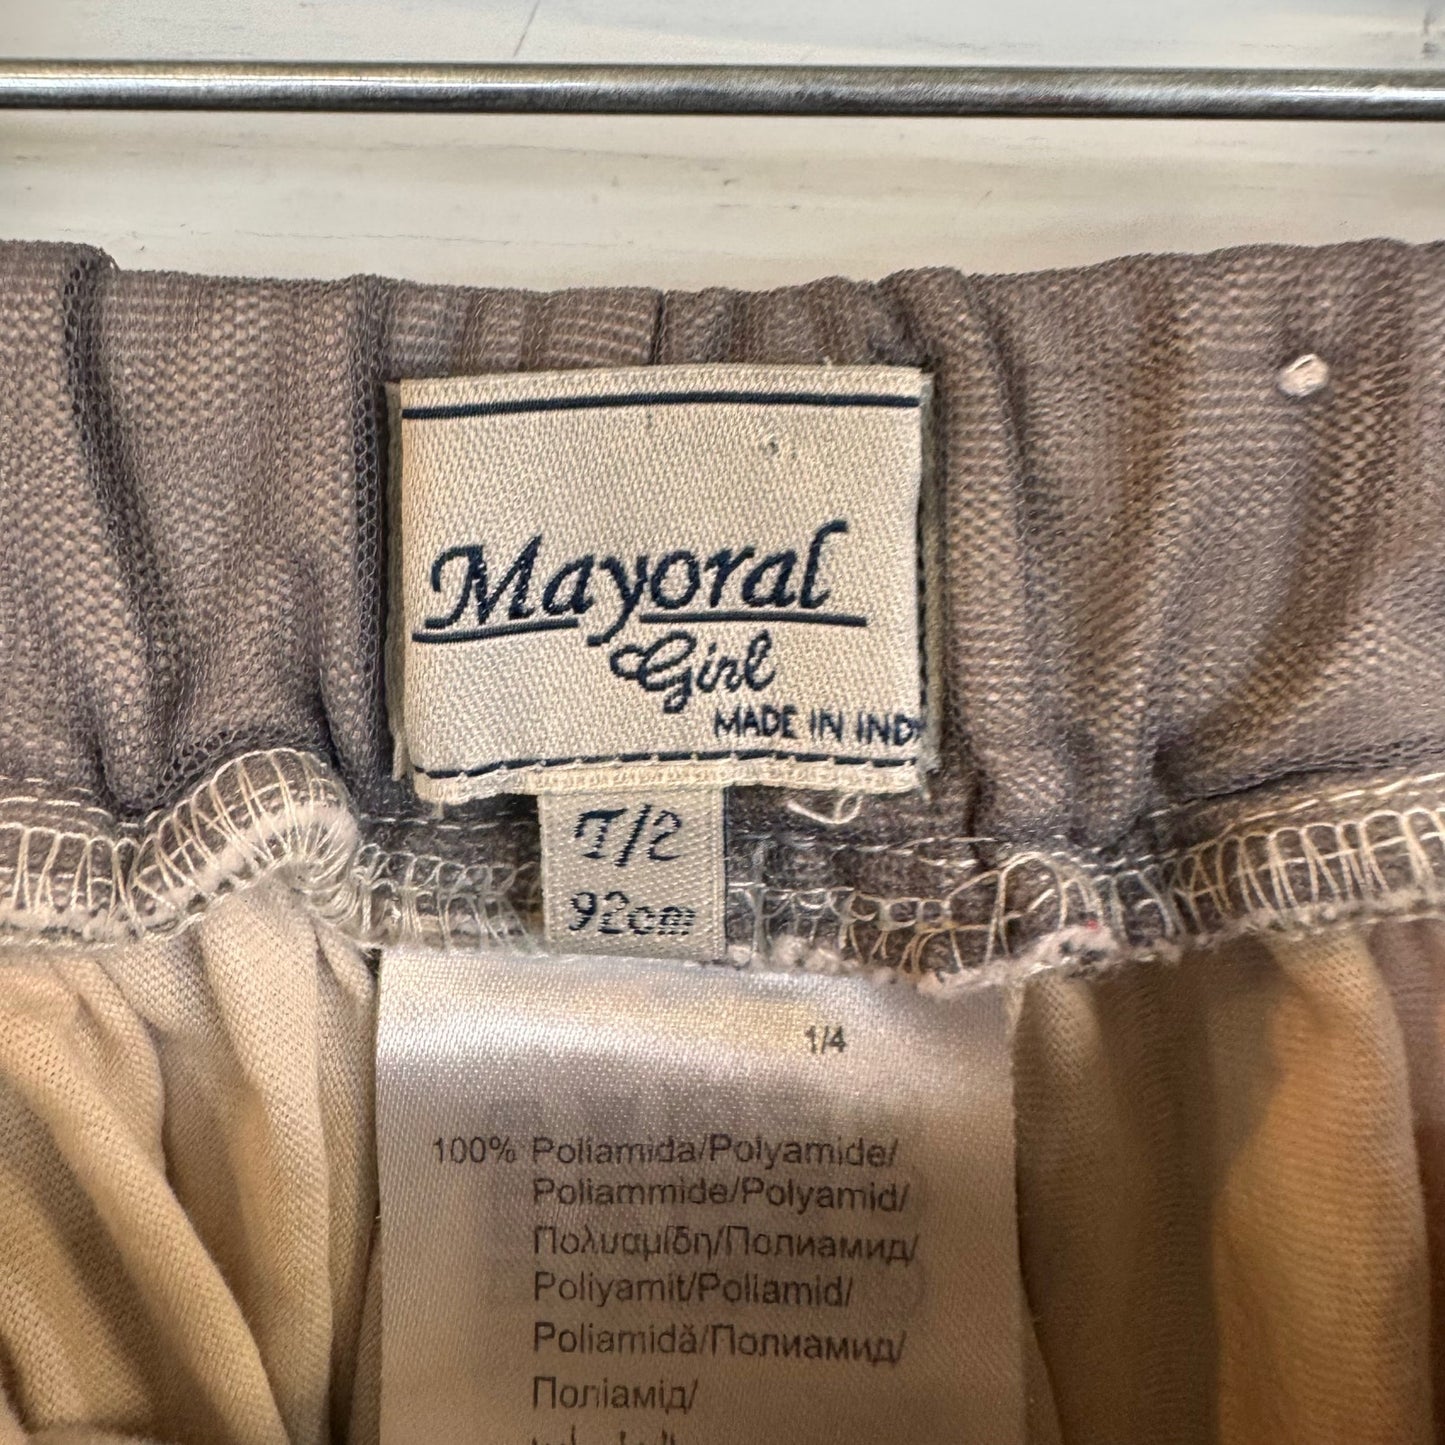 Mayoral
Girl
MADE IN IND
T/2
92cm
1/4
100% Poliamida/Polyamide/
Poliammide/Polyamid/
Πολυαμίδη/Полиамид/
Poliyamit/Poliamid/
Poliamidă/Полиамид/
Поліамід/